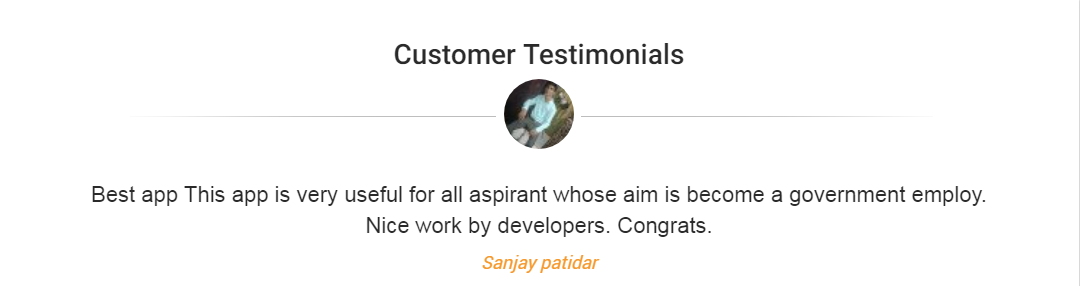 Customer Testimonials
Best app This app is very useful for all aspirant whose aim is become a government employ.
Nice work by developers. Congrats.
Sanjay patidar